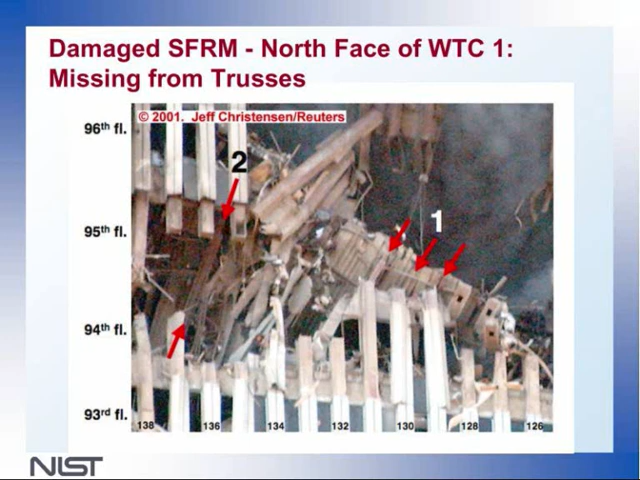 Damaged SFRM - North Face of WTC 1:
Missing from Trusses
© 2001. Jeff Christensen/Reuters
96th fl.
2
95th fl.
1
94th fl.
93rd fl.
138 136 134 132 130 128 126
NIST